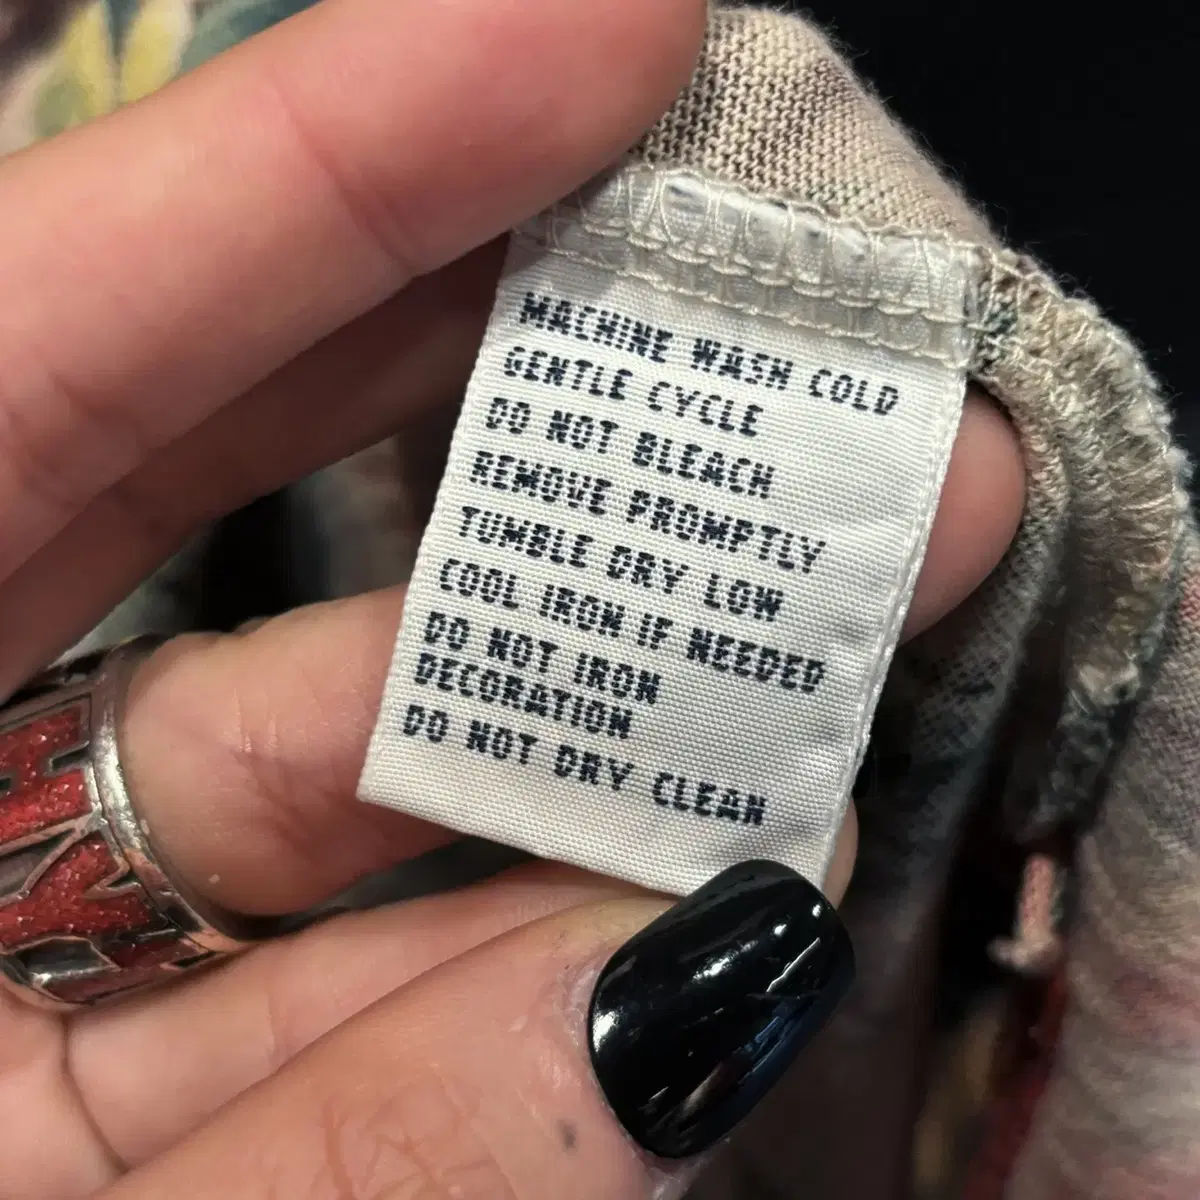 MACHINE WASH COLD
GENTLE CYCLE
DO NOT BLEACH
REMOVE PROMPTLY
TUMBLE DRY LOW
COOL IRON IF NEEDED
DO NOT IRON
DECORATION
DO NOT DRY CLEAN